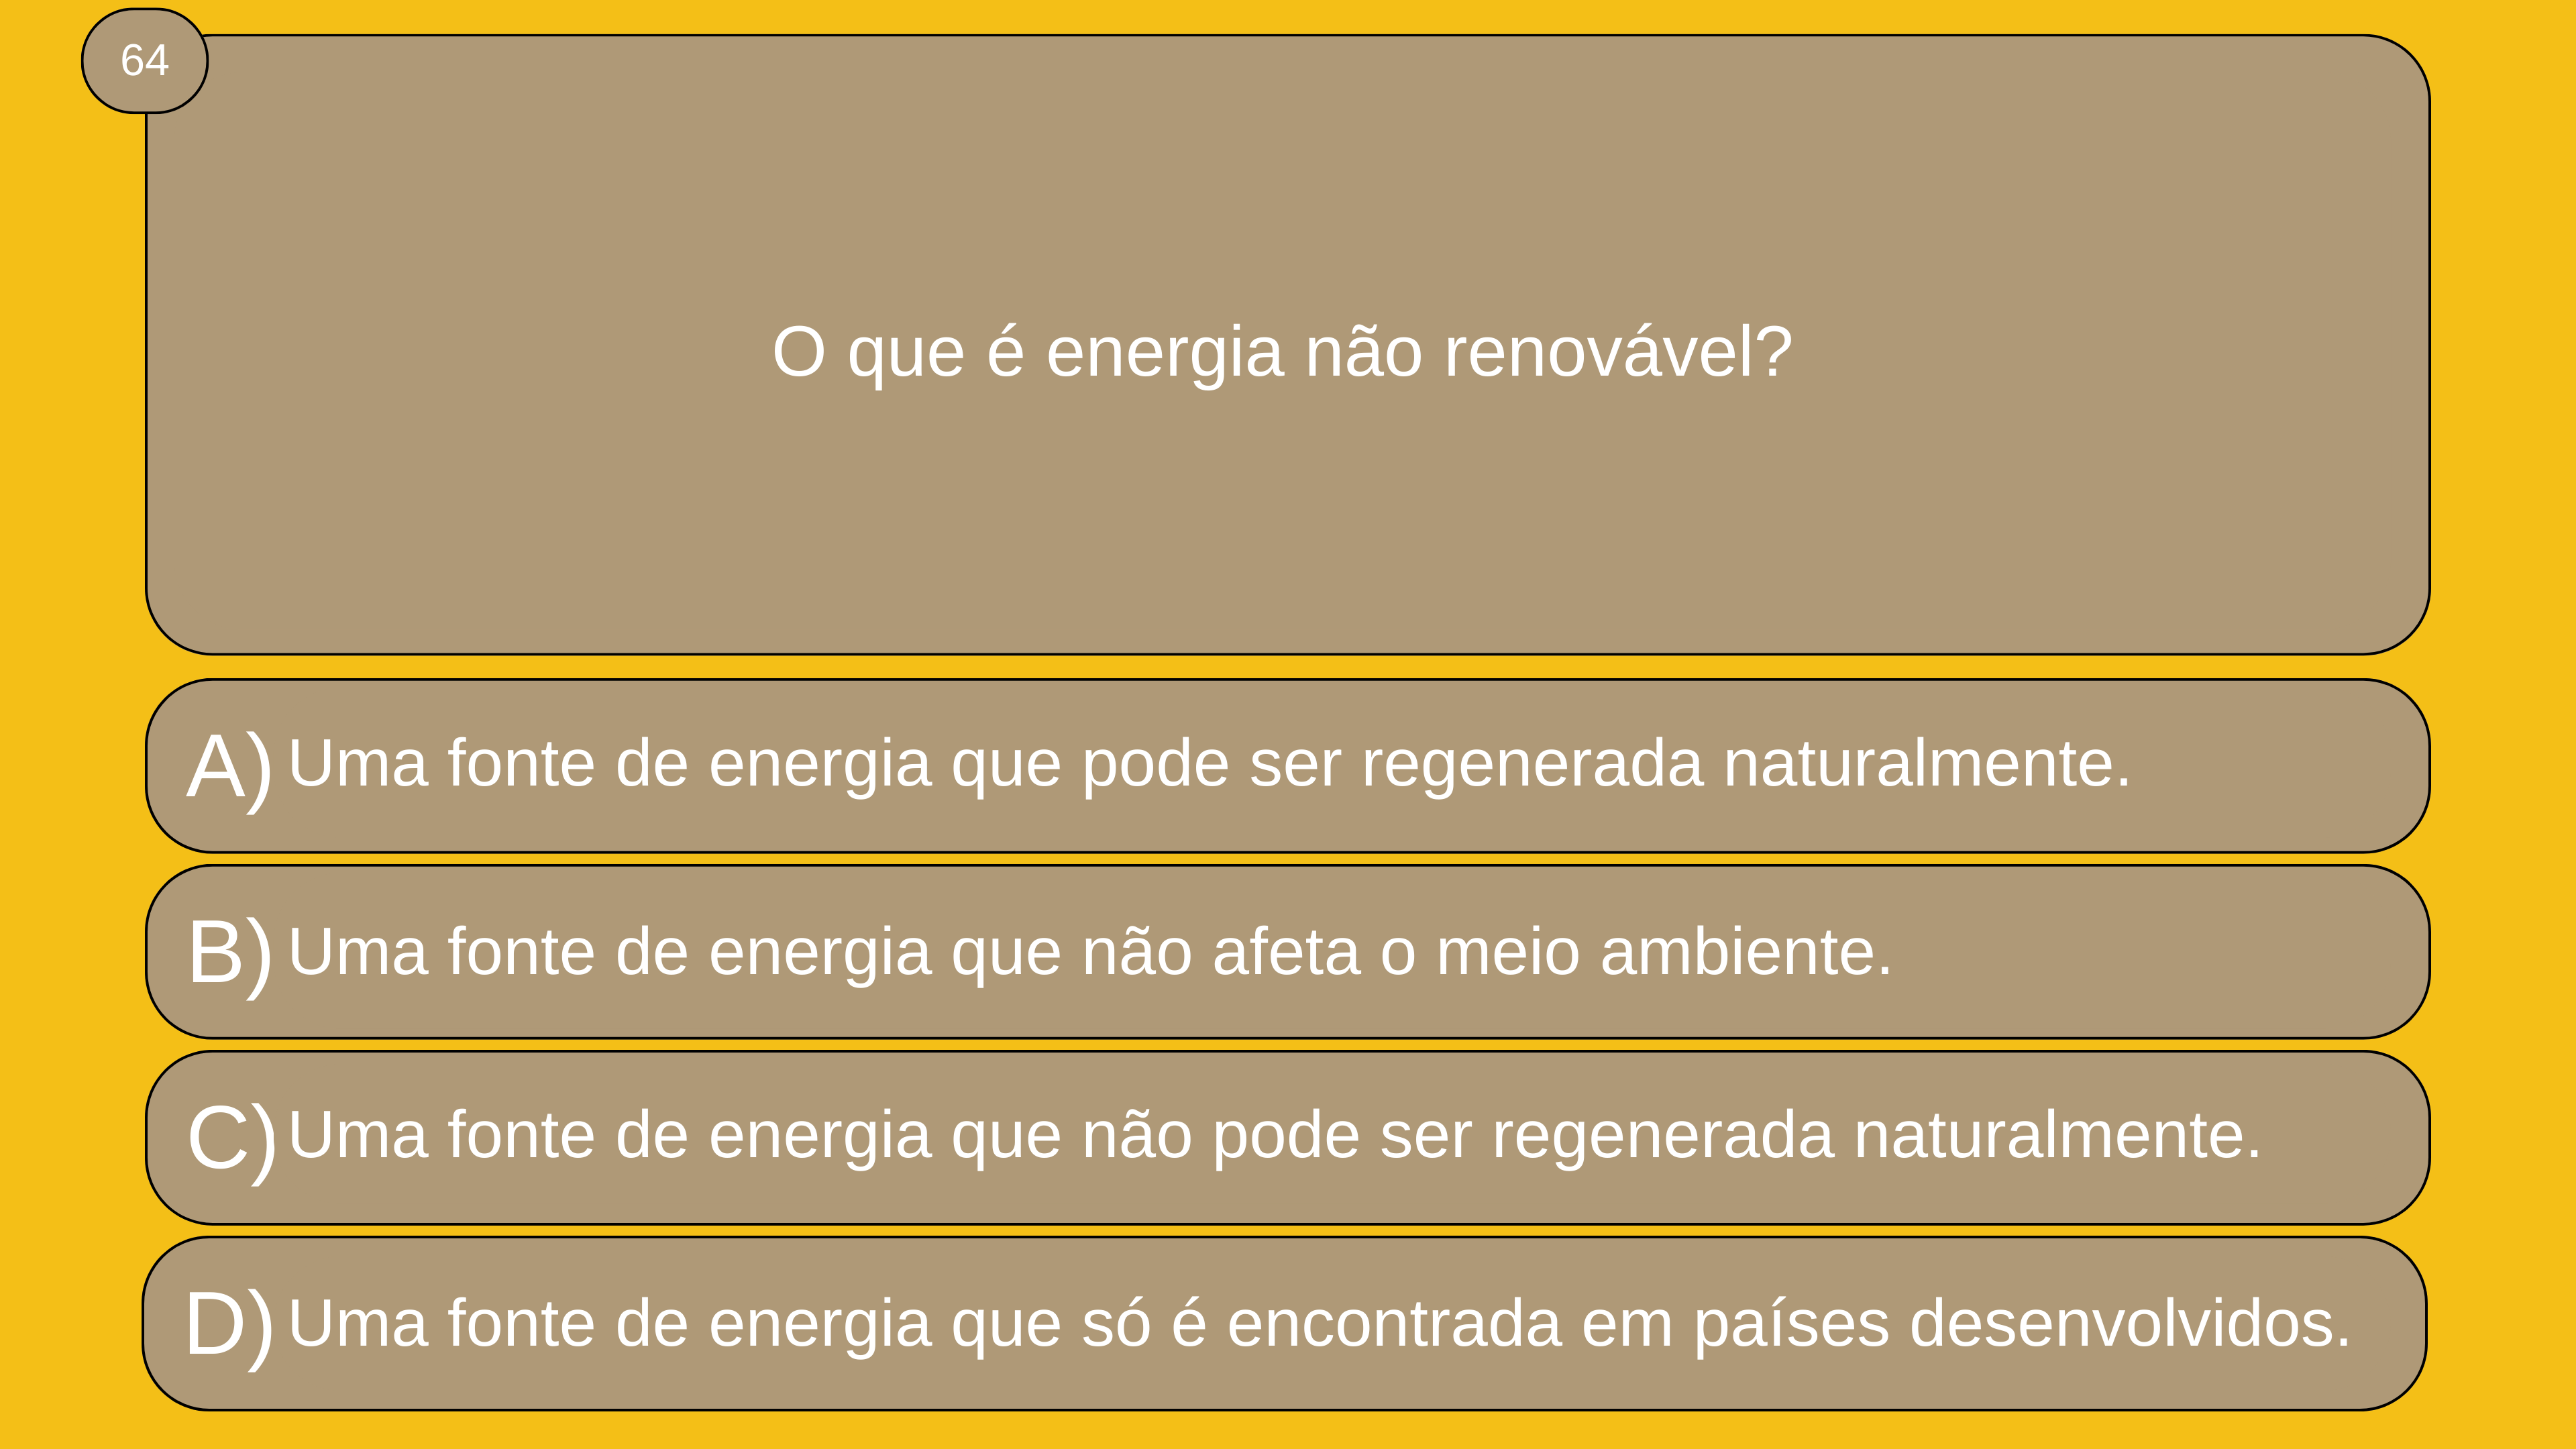 64
O que é energia não renovável?
A) Uma fonte de energia que pode ser regenerada naturalmente.
B) Uma fonte de energia que não afeta o meio ambiente.
C) Uma fonte de energia que não pode ser regenerada naturalmente.
D) Uma fonte de energia que só é encontrada em países desenvolvidos.